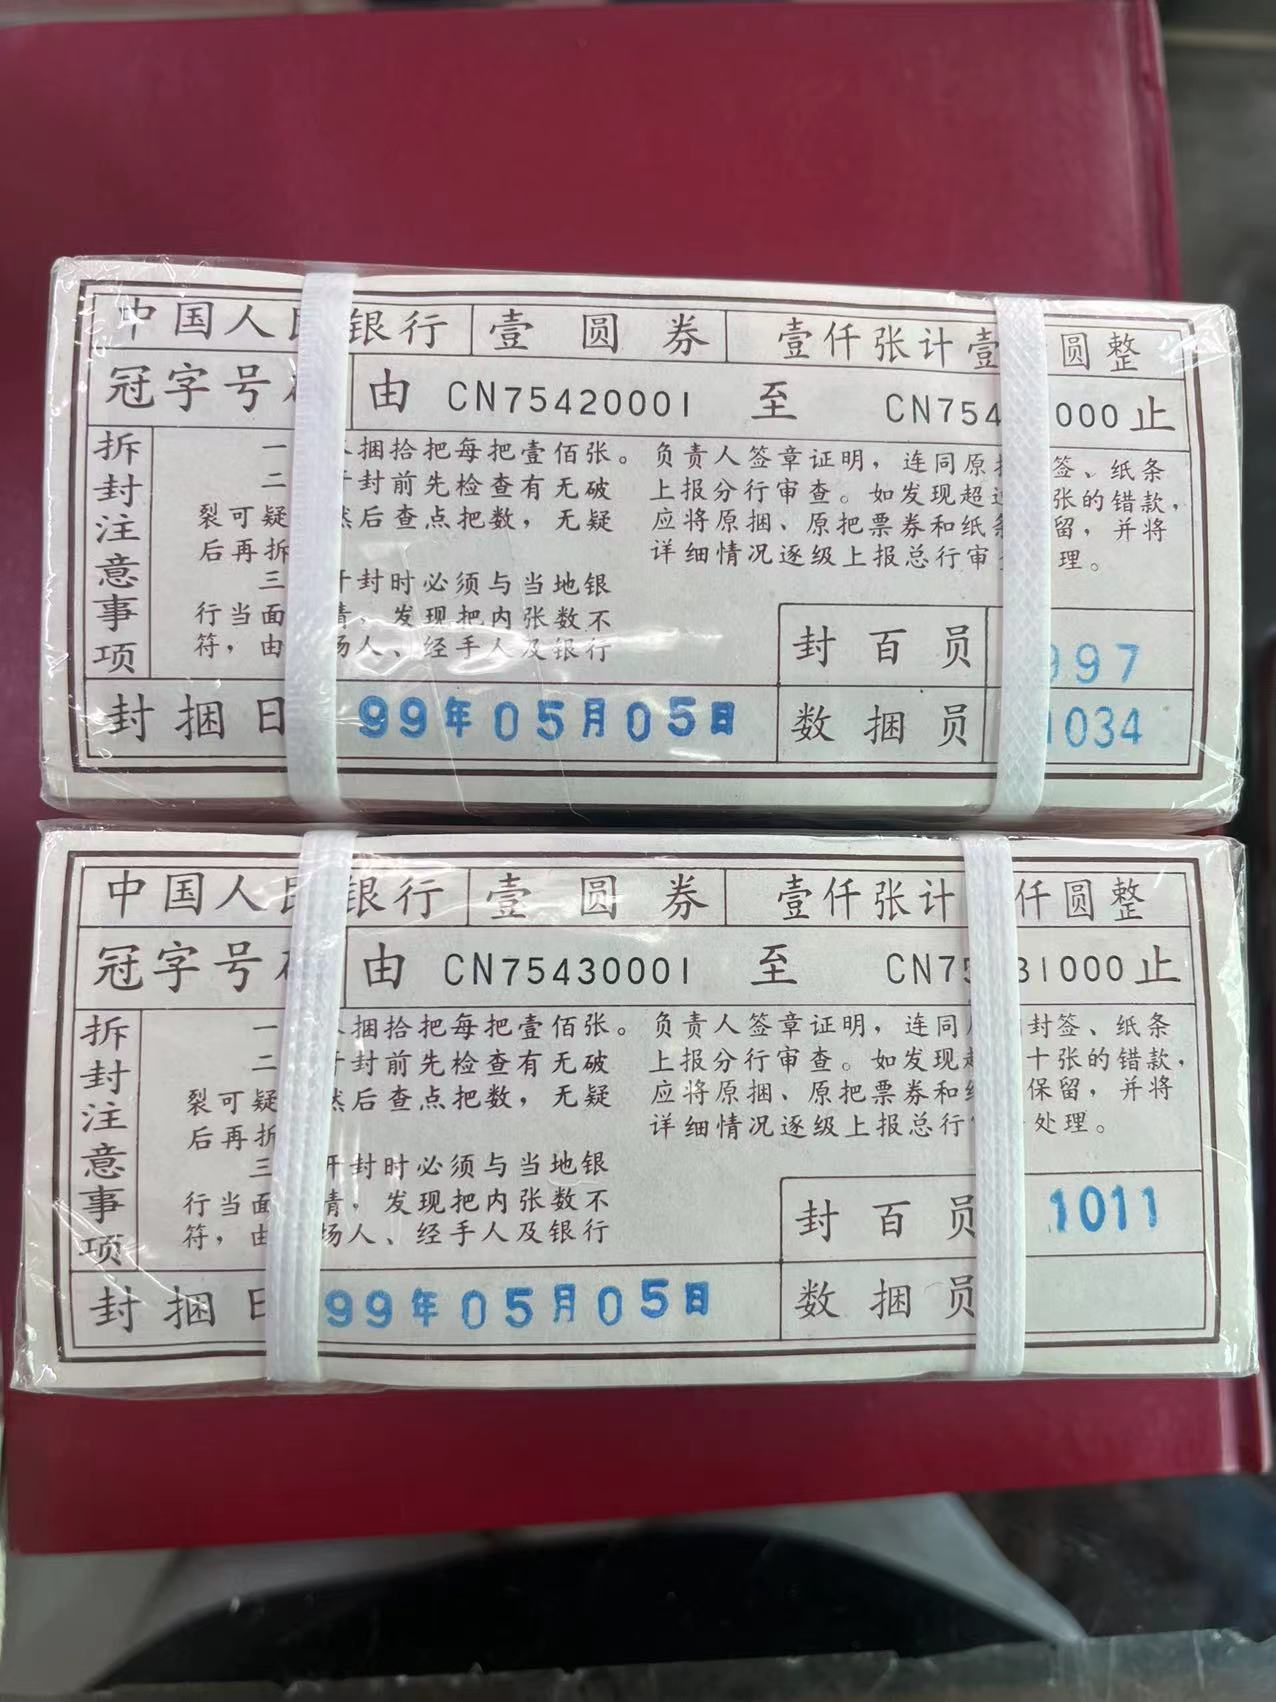 中国人民银行 壹圆券 壹仟张计壹 圆整
冠字号 由 CN75420001 至 CN754 000止
拆封注意事项
一 捆拾把每把壹佰张。
二 封前先检查有无破
裂可疑 然后查点把数，无疑
后再拆
三 开封时必须与当地银
行当面 清，发现把内张数不
符，由 场人、经手人及银行
负责人签章证明，连同原 签、纸条
上报分行审查。如发现超 张的错款，
应将原捆、原把票券和纸条 留，并将
详细情况逐级上报总行审 理。
封百员 997
封捆日 99年05月05日 数捆员 1034
中国人民银行 壹圆券 壹仟张计 仟圆整
冠字号 由 CN75430001 至 CN75 31000止
拆封注意事项
一 捆拾把每把壹佰张。
二 开封前先检查有无破
裂可疑 然后查点把数，无疑
后再拆
三 开封时必须与当地银
行当面 清，发现把内张数不
符，由 场人、经手人及银行
负责人签章证明，连同 封签、纸条
上报分行审查。如发现超 十张的错款，
应将原捆、原把票券和 保留，并将
详细情况逐级上报总行 处理。
封百员 1011
封捆日 99年05月05日 数捆员